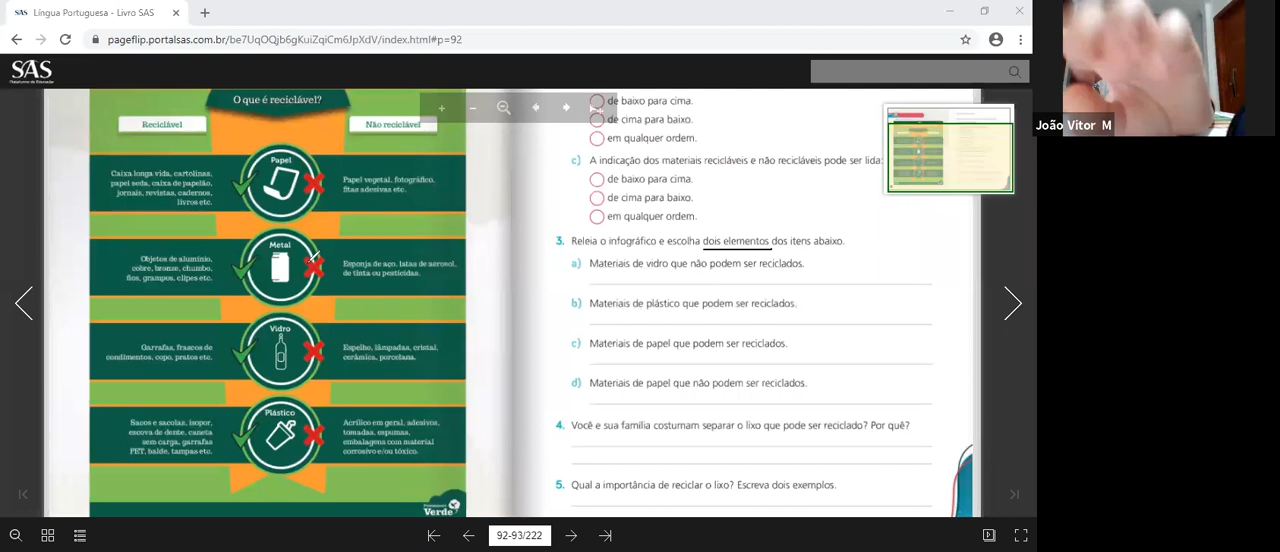 SAS Língua Portuguesa - Livro SAS
pageflip.portalsas.com.br/be7UqOQjb6gKuiZqiCm6JpXdV/index.html#p=92
SAS
Plataforma de Educação
João Vitor M
O que é reciclável?
Reciclável
Não reciclável
Papel
Caixa longa vida, cartolinas,
papel seda, caixa de papelão,
jornais, revistas, cadernos,
livros etc.
Papel vegetal, fotográfico,
fitas adesivas etc.
Metal
Objetos de alumínio,
cobre, bronze, chumbo,
fios, grampos, clipes etc.
Esponja de aço, latas de aerosol,
de tinta ou pesticidas.
Vidro
Garrafas, frascos de
condimentos, copo, pratos etc.
Espelho, lâmpadas, cristal,
cerâmica, porcelana.
Plástico
Sacos e sacolas, isopor,
escova de dente, caneta
sem carga, garrafas
PET, balde, tampas etc.
Acrílico em geral, adesivos,
tomadas, espumas,
embalagens com material
corrosivo e/ou tóxico.
Verde
de baixo para cima.
de cima para baixo.
em qualquer ordem.
c) A indicação dos materiais recicláveis e não recicláveis pode ser lida:
de baixo para cima.
de cima para baixo.
em qualquer ordem.
3. Releia o infográfico e escolha dois elementos dos itens abaixo.
a) Materiais de vidro que não podem ser reciclados.
b) Materiais de plástico que podem ser reciclados.
c) Materiais de papel que podem ser reciclados.
d) Materiais de papel que não podem ser reciclados.
4. Você e sua família costumam separar o lixo que pode ser reciclado? Por quê?
5. Qual a importância de reciclar o lixo? Escreva dois exemplos.
92-93/222